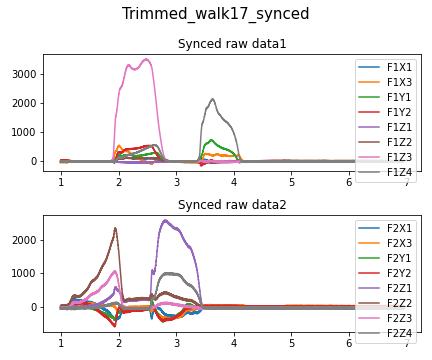 Trimmed_walk17_synced
Synced raw data1
3000
2000
1000
0
1 2 3 4 5 6 7
F1X1
F1X3
F1Y1
F1Y2
F1Z1
F1Z2
F1Z3
F1Z4
Synced raw data2
2000
1000
0
1 2 3 4 5 6 7
F2X1
F2X3
F2Y1
F2Y2
F2Z1
F2Z2
F2Z3
F2Z4